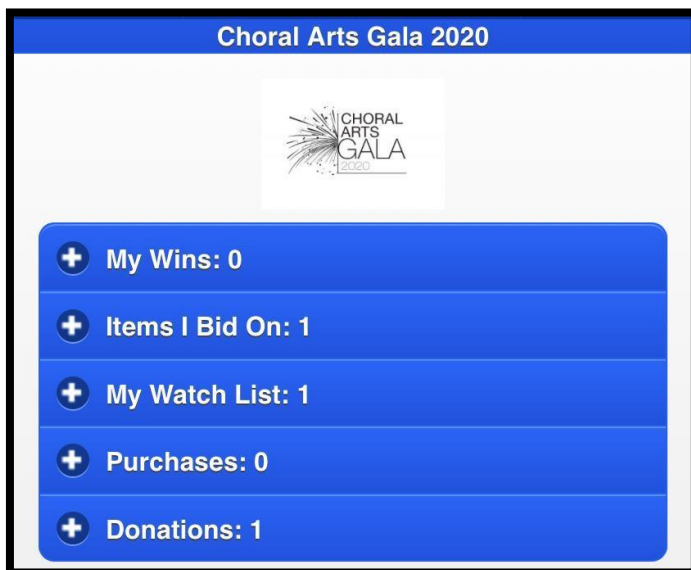 Choral Arts Gala 2020
CHORAL
ARTS
GALA
2020
My Wins: 0
Items I Bid On: 1
My Watch List: 1
Purchases: 0
Donations: 1